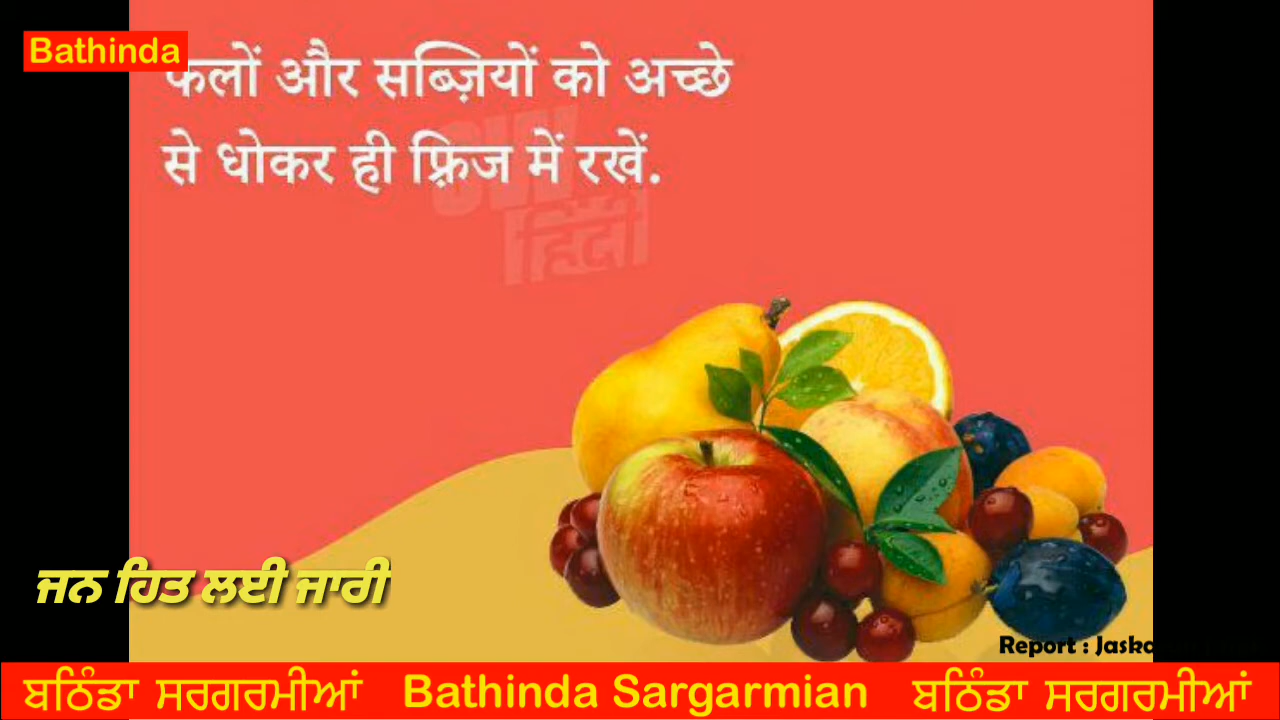 Bathinda
फलों और सब्ज़ियों को अच्छे
से धोकर ही फ़्रिज में रखें.
हिंदी
ਜਨ ਹਿਤ ਲਈ ਜਾਰੀ
Report :
ਬਠਿੰਡਾ ਸਰਗਰਮੀਆਂ Bathinda Sargarmian ਬਠਿੰਡਾ ਸਰਗਰਮੀਆਂ